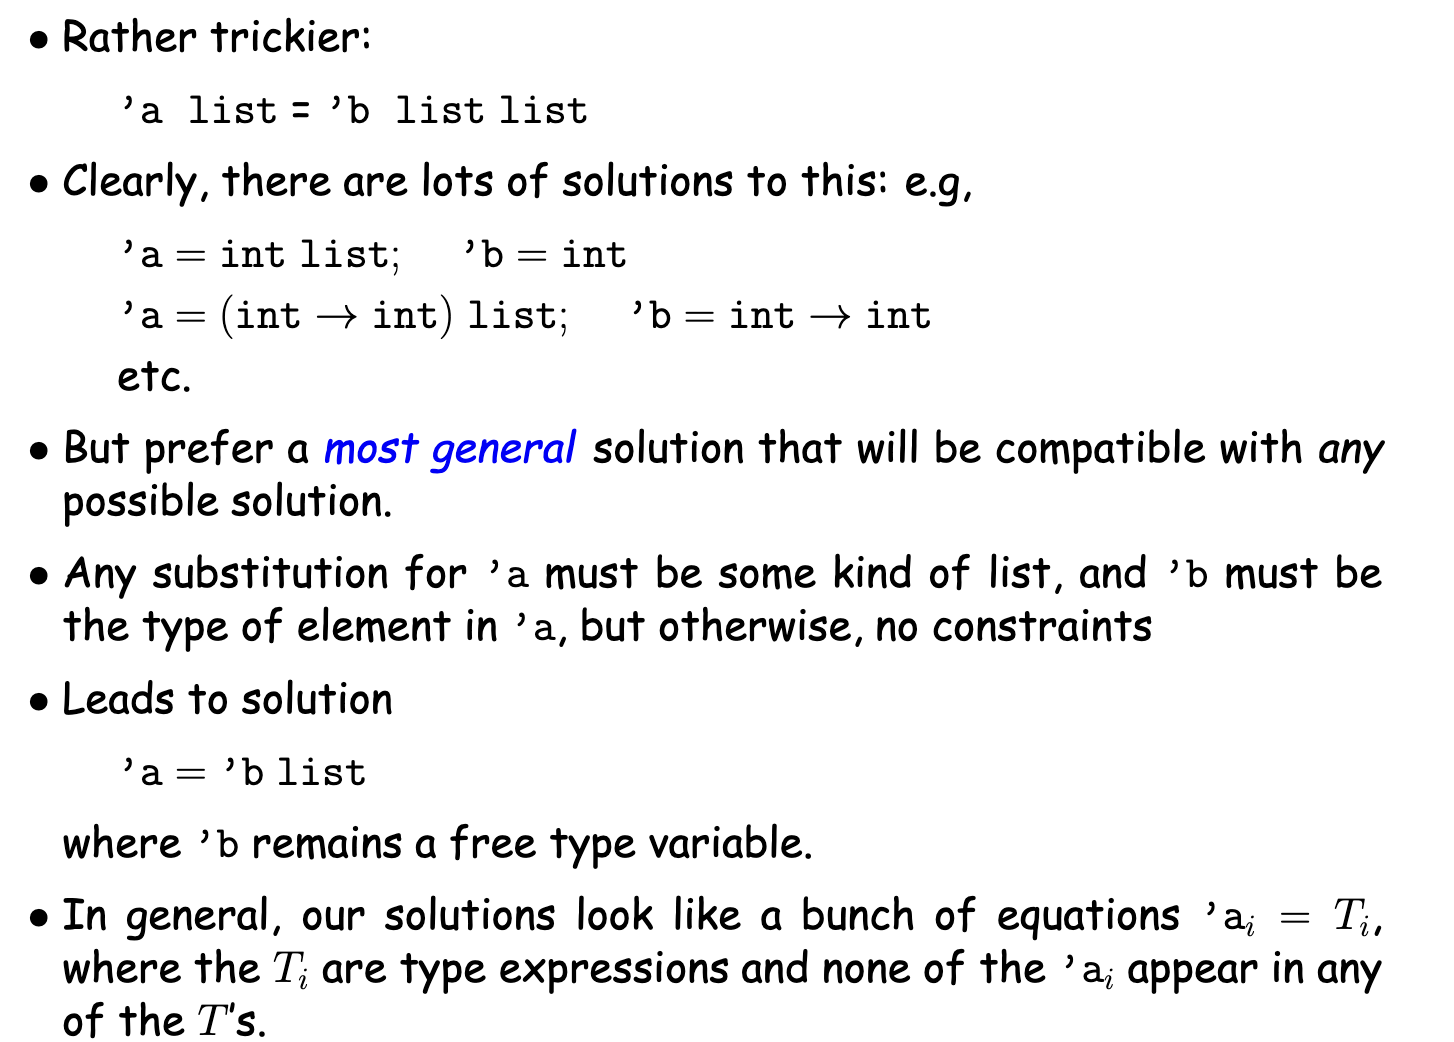 • Rather trickier:
’a list = ’b list list
• Clearly, there are lots of solutions to this: e.g,
’a = int list; ’b = int
’a = (int → int) list; ’b = int → int
etc.
• But prefer a most general solution that will be compatible with any
possible solution.
• Any substitution for ’a must be some kind of list, and ’b must be
the type of element in ’a, but otherwise, no constraints
• Leads to solution
’a = ’b list
where ’b remains a free type variable.
• In general, our solutions look like a bunch of equations ’aᵢ = Tᵢ,
where the Tᵢ are type expressions and none of the ’aᵢ appear in any
of the T's.